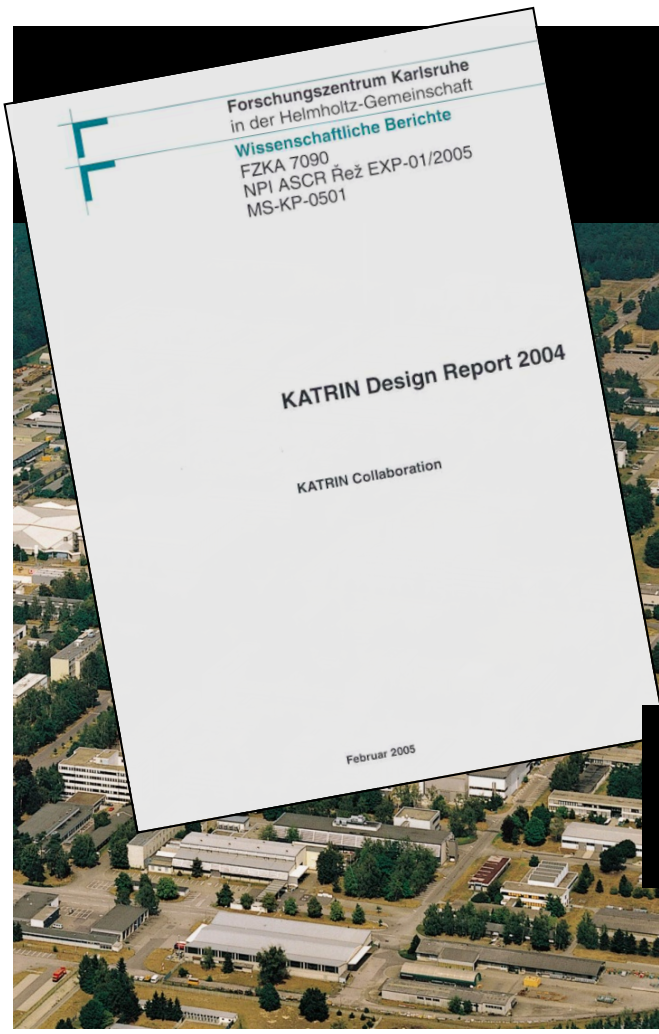 Forschungszentrum Karlsruhe
in der Helmholtz-Gemeinschaft
Wissenschaftliche Berichte
FZKA 7090
NPI ASCR Řež EXP-01/2005
MS-KP-0501
KATRIN Design Report 2004
KATRIN Collaboration
Februar 2005